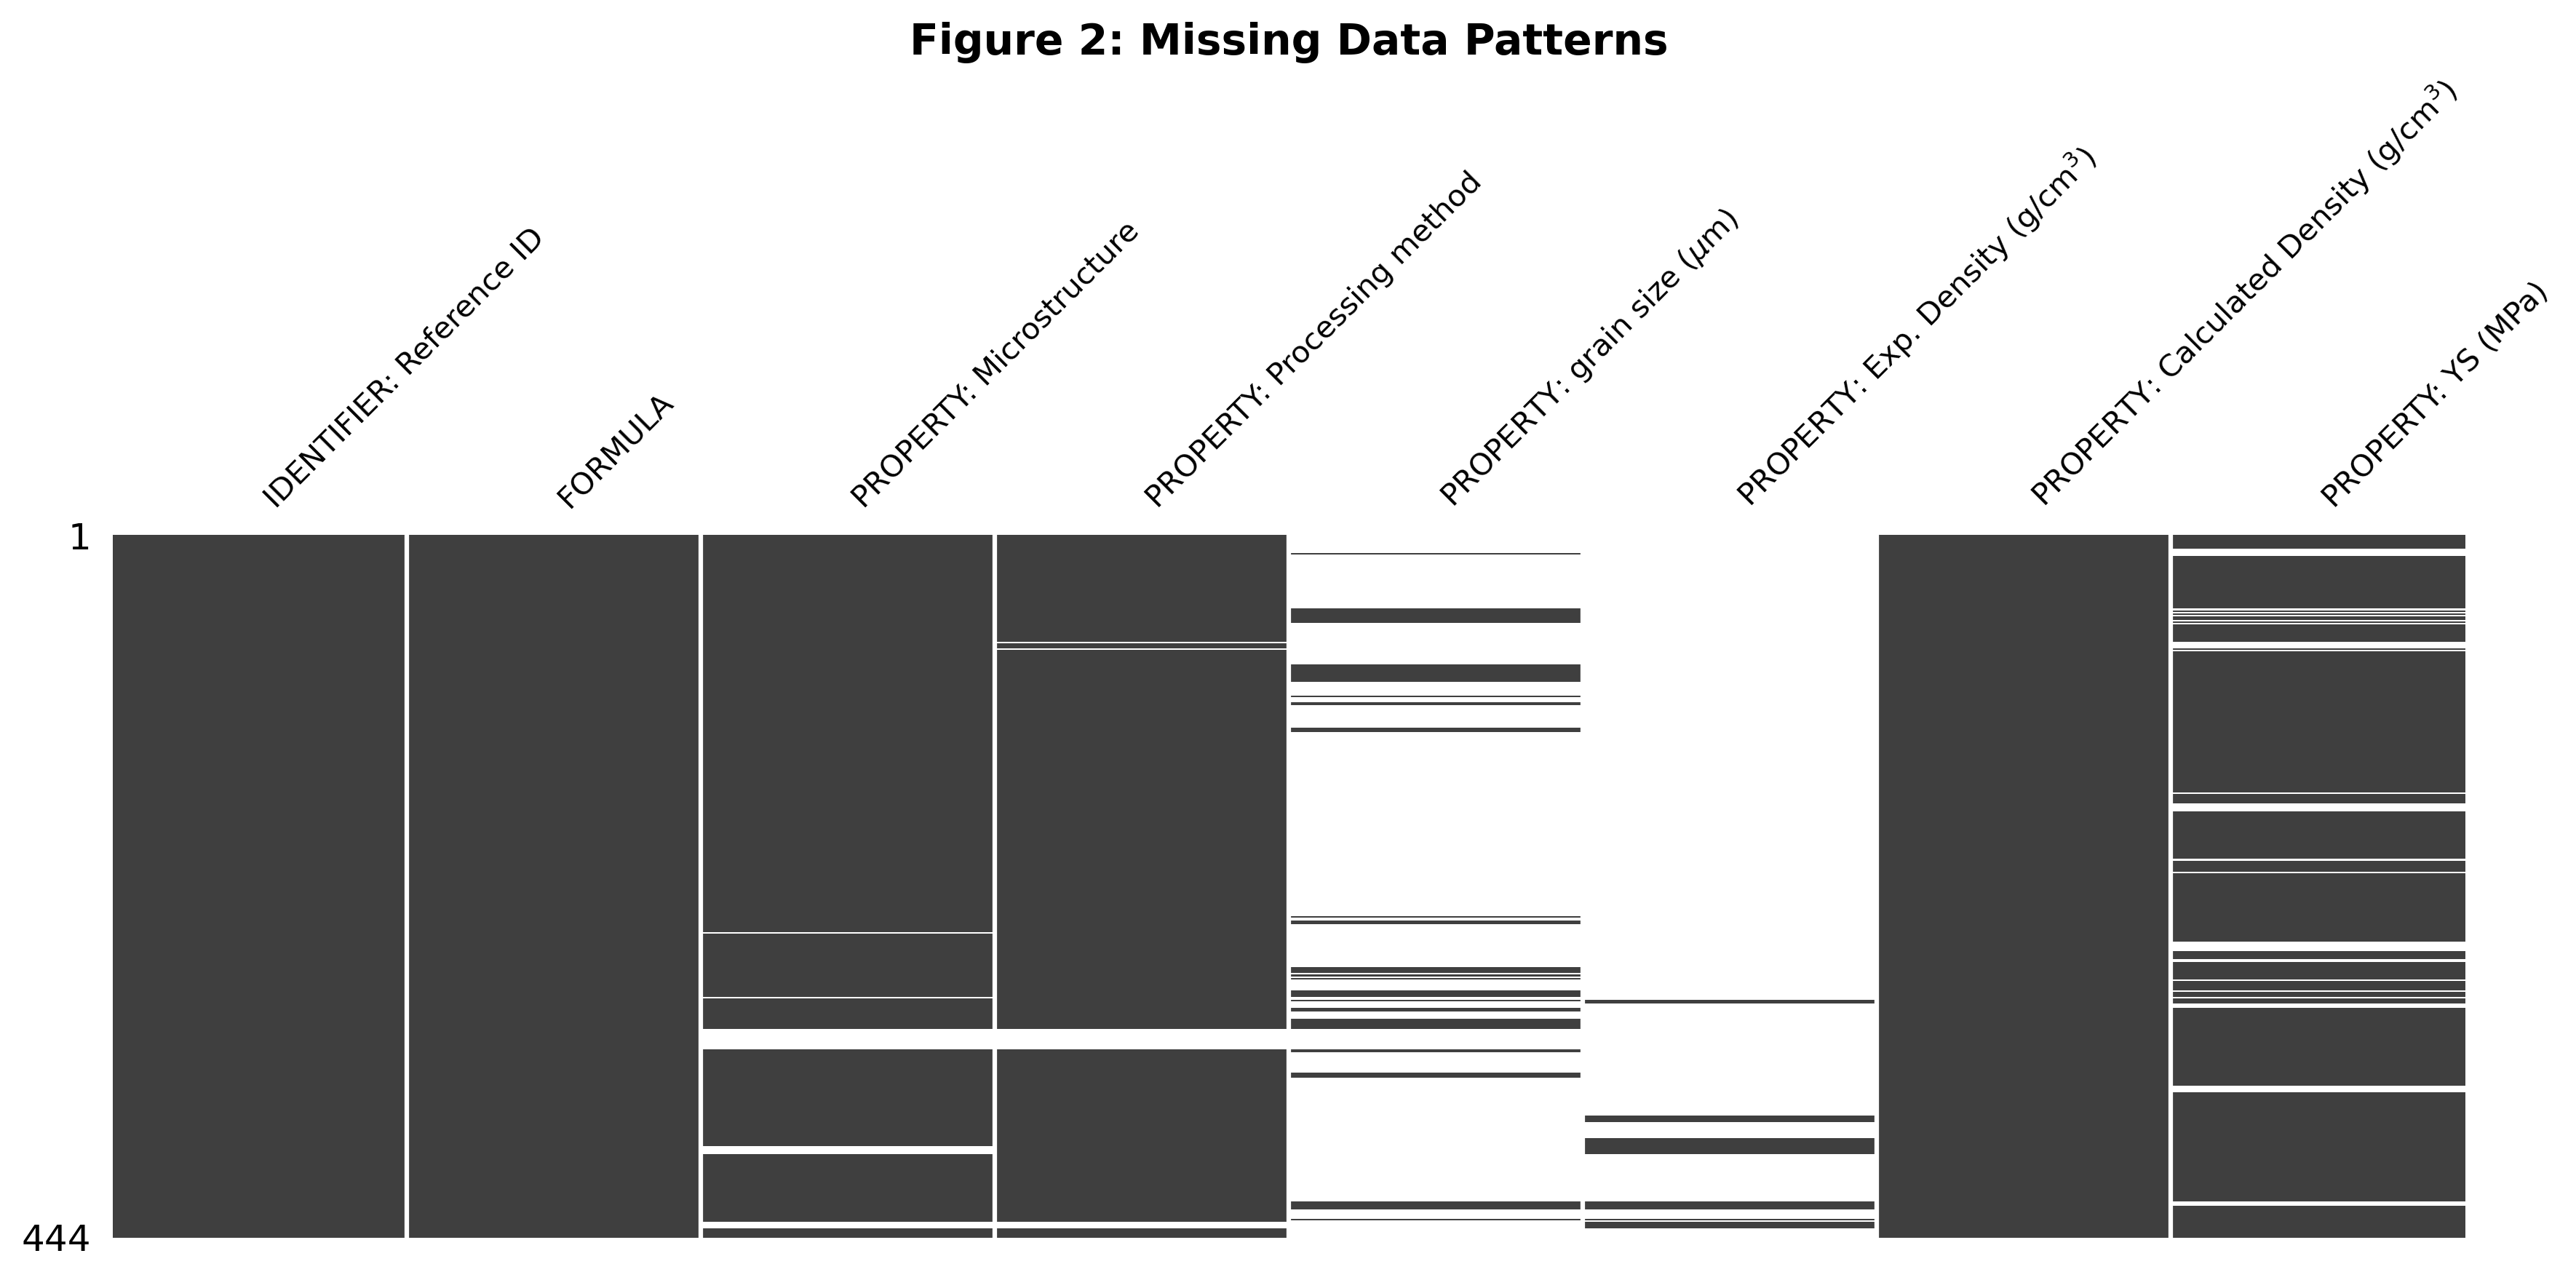 Figure 2: Missing Data Patterns
IDENTIFIER: Reference ID
FORMULA
PROPERTY: Microstructure
PROPERTY: Processing method
PROPERTY: grain size (μm)
PROPERTY: Exp. Density (g/cm³)
PROPERTY: Calculated Density (g/cm³)
PROPERTY: YS (MPa)
1
444